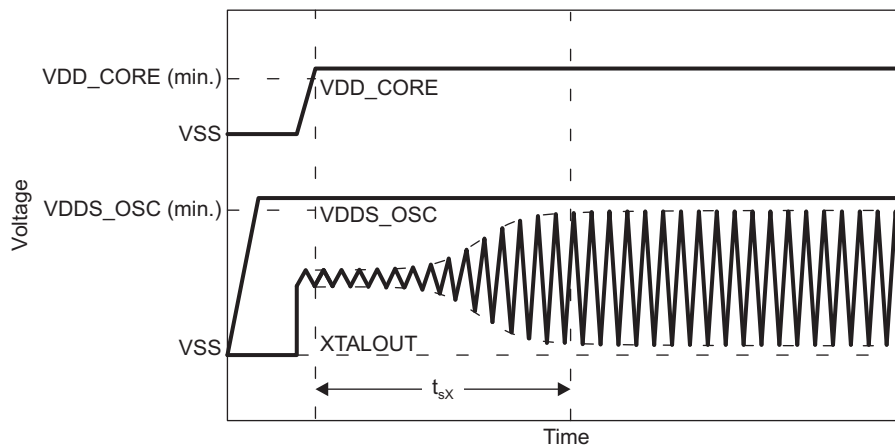 VDD_CORE (min.)
VDD_CORE
VSS
Voltage
VDDS_OSC (min.)
VDDS_OSC
VSS
XTALOUT
tsX
Time